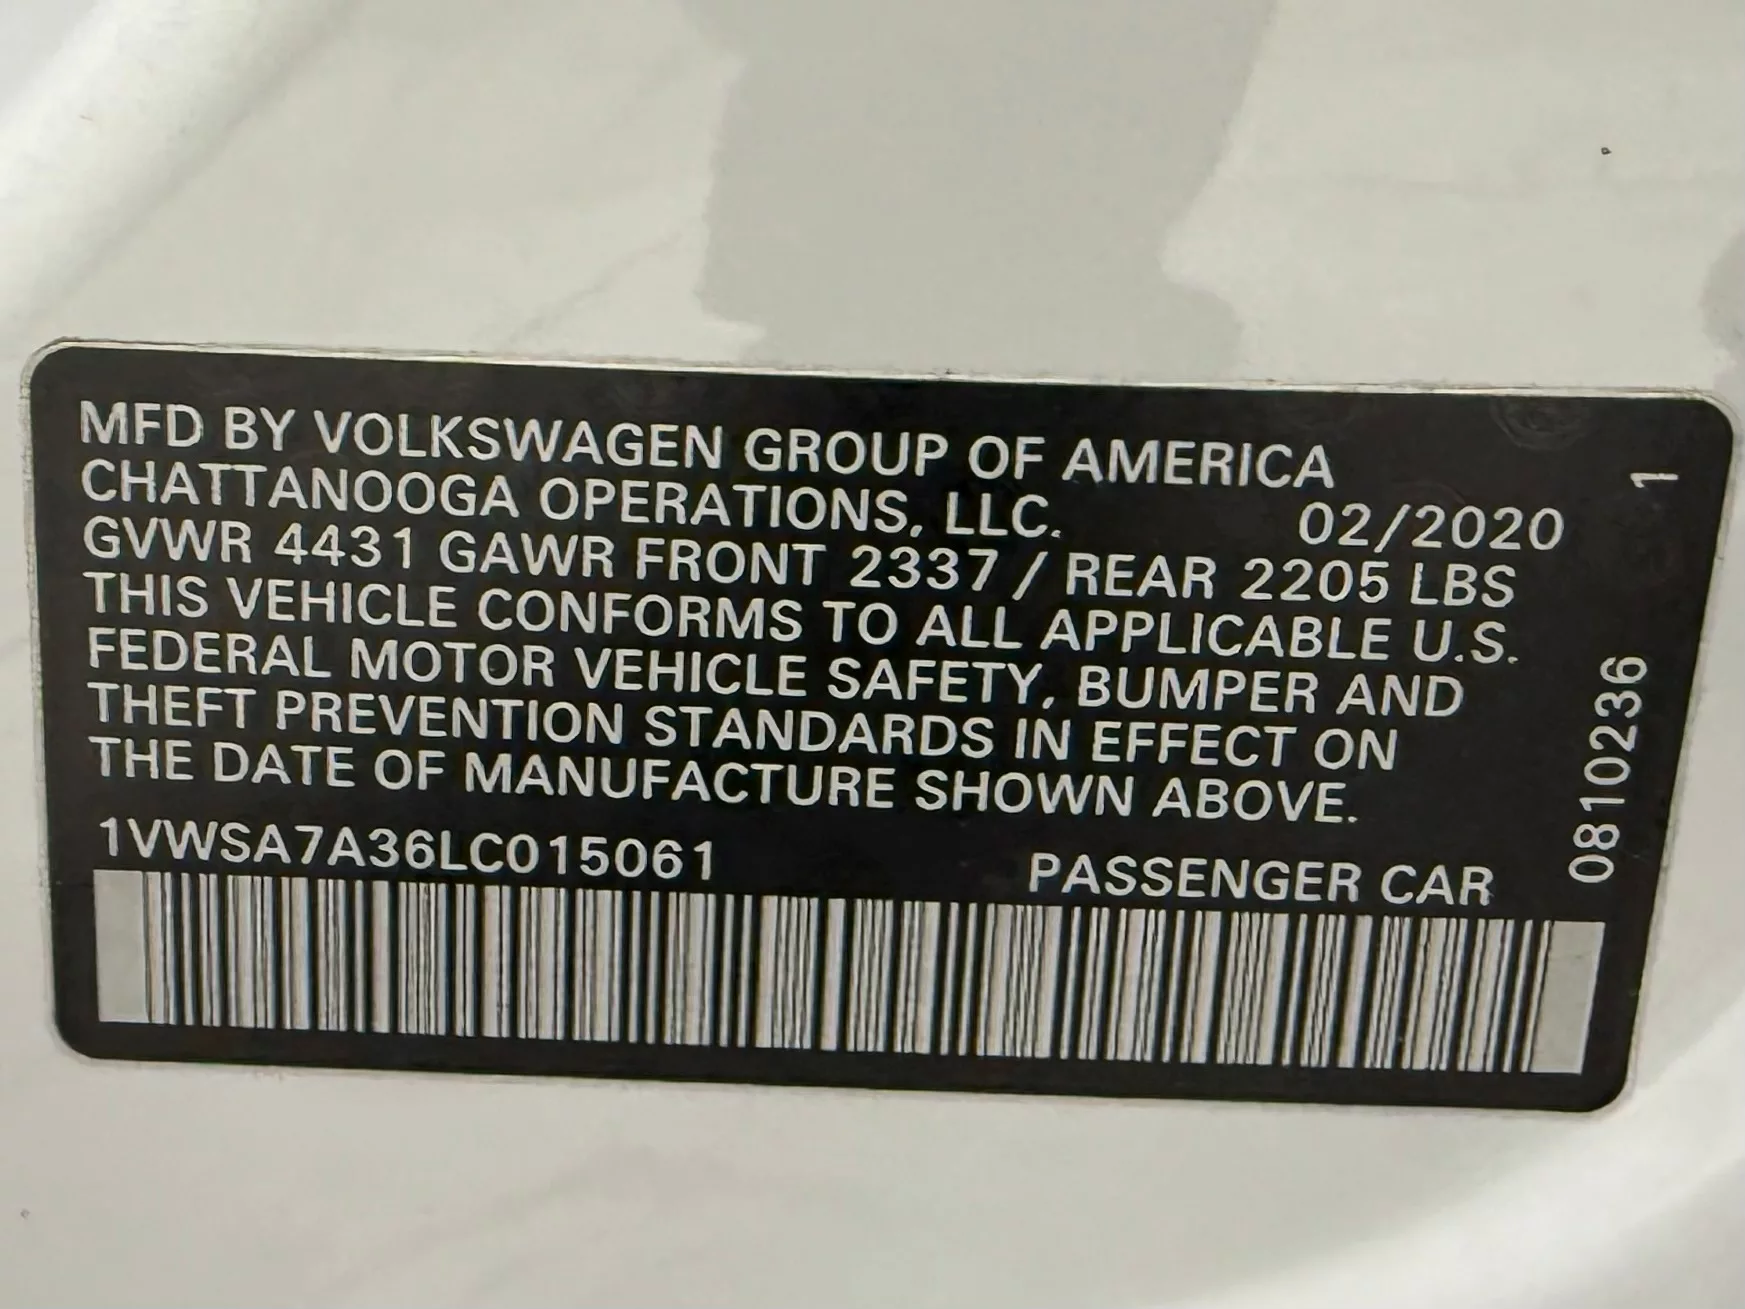 MFD BY VOLKSWAGEN GROUP OF AMERICA
CHATTANOOGA OPERATIONS, LLC. 02/2020
GVWR 4431 GAWR FRONT 2337 / REAR 2205 LBS
THIS VEHICLE CONFORMS TO ALL APPLICABLE U.S.
FEDERAL MOTOR VEHICLE SAFETY, BUMPER AND
THEFT PREVENTION STANDARDS IN EFFECT ON
THE DATE OF MANUFACTURE SHOWN ABOVE.
1VWSA7A36LC015061 PASSENGER CAR
0810236 1